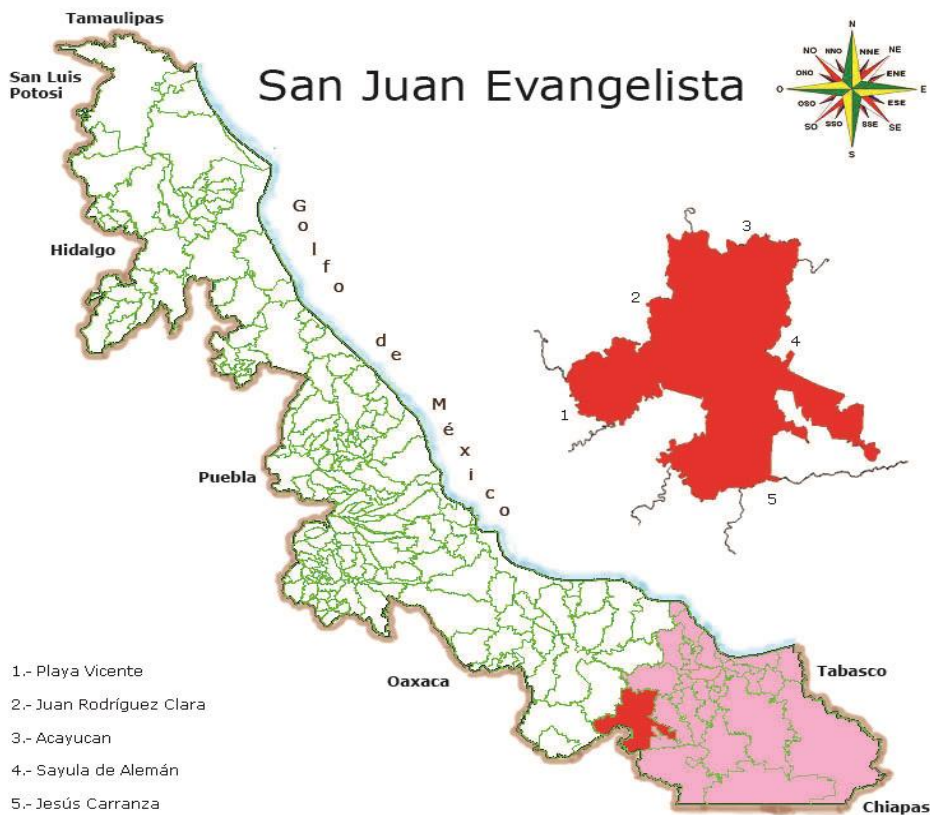 Tamaulipas
San Luis
Potosi
San Juan Evangelista
N
NO
NNO
NNE
NE
ONO
ENE
O
E
OSO
ESE
SO
SSO
SSE
SE
S
Hidalgo
Golfo
de
México
Puebla
Oaxaca
Tabasco
Chiapas
3
2
4
1
5
1.- Playa Vicente
2.- Juan Rodríguez Clara
3.- Acayucan
4.- Sayula de Alemán
5.- Jesús Carranza